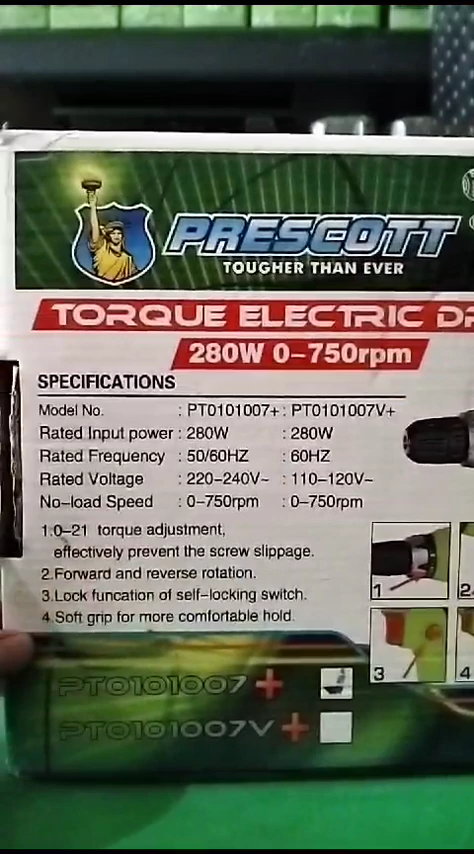 PRESCOTT
TOUGHER THAN EVER
TORQUE ELECTRIC
280W 0-750rpm
SPECIFICATIONS
Model No. : PT0101007+ : PT0101007V+
Rated Input power : 280W : 280W
Rated Frequency : 50/60HZ : 60HZ
Rated Voltage : 220-240V~ : 110-120V~
No-load Speed : 0-750rpm : 0-750rpm
1.0-21 torque adjustment,
effectively prevent the screw slippage.
2.Forward and reverse rotation.
3.Lock funcation of self-locking switch.
4.Soft grip for more comfortable hold.
1
2
3
4
PT0101007+
PT0101007V+